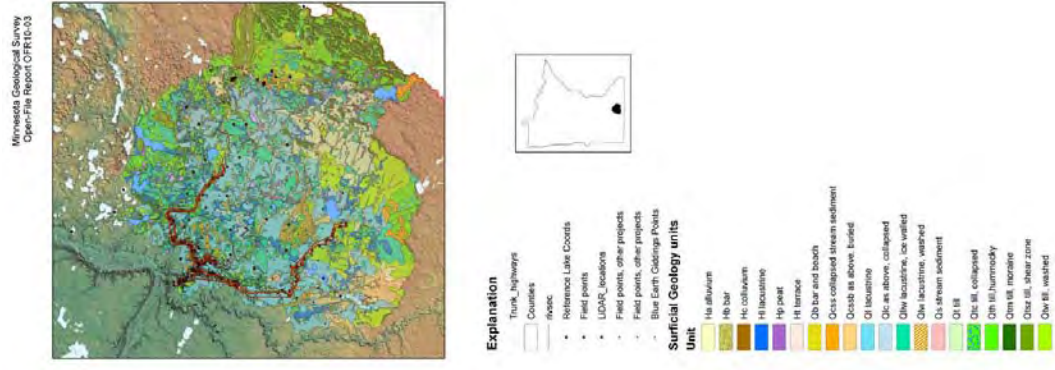 Minnesota Geological Survey
Open-File Report OFR10-03
Explanation
Trunk_highways
Counties
rivsec
Reference Lake Coords
Field points
LiDAR_locations
Field points, other projects
Field points, other projects
Blue Earth Giddings Points
Surficial Geology units
Unit
Ha alluvium
Hb bar
Hc colluvium
Hl lacustrine
Hp peat
Ht terrace
Qlb bar and beach
Qcss collapsed stream sediment
Qcssb as above, buried
Ql lacustrine
Qlc as above, collapsed
Qliw lacustrine, ice walled
Qlw lacustrine, washed
Qs stream sediment
Qt till
Qtc till, collapsed
Qth till, hummocky
Qtm till, moraine
Qtsz till, shear zone
Qtw till, washed